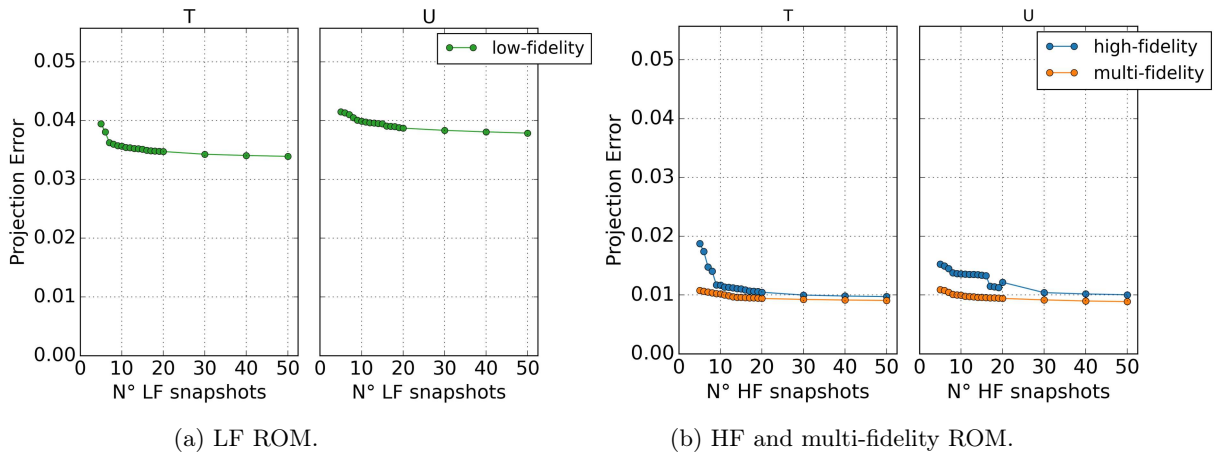 T
U
low-fidelity
Projection Error
0.05
0.04
0.03
0.02
0.01
0.00
0 10 20 30 40 50
0 10 20 30 40 50
N° LF snapshots
N° LF snapshots
(a) LF ROM.
T
U
high-fidelity
multi-fidelity
Projection Error
0.05
0.04
0.03
0.02
0.01
0.00
0 10 20 30 40 50
0 10 20 30 40 50
N° HF snapshots
N° HF snapshots
(b) HF and multi-fidelity ROM.